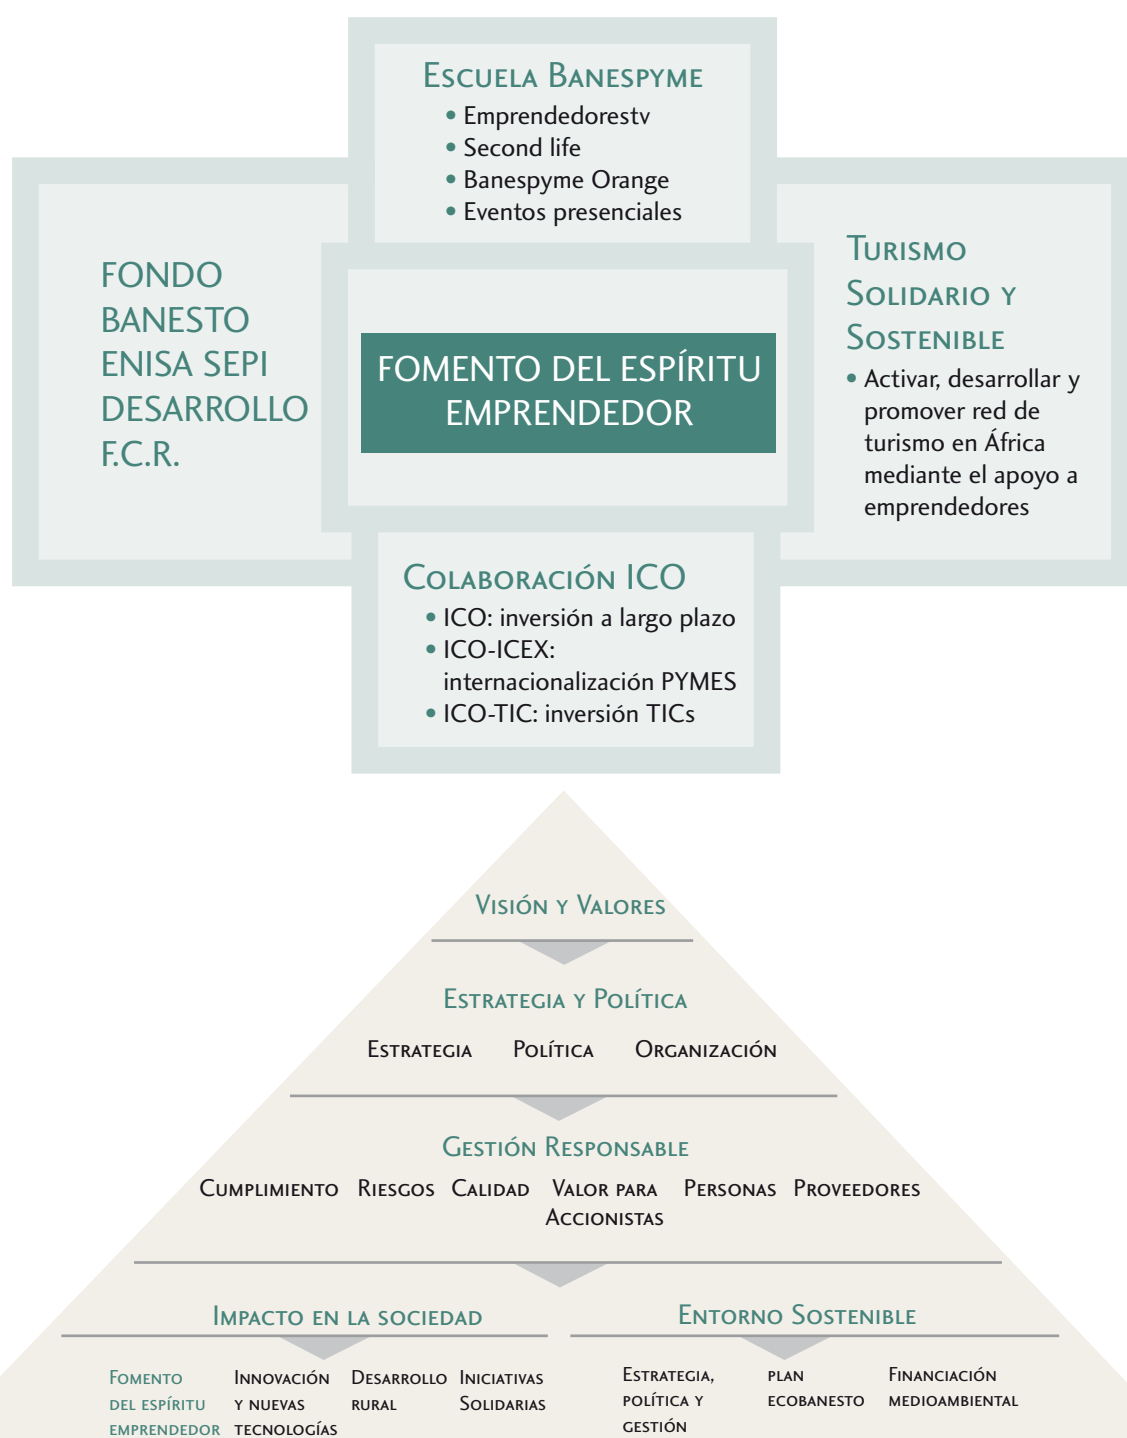 Escuela Banespyme
• Emprendedorestv
• Second life
• Banespyme Orange
• Eventos presenciales
FONDO
BANESTO
ENISA SEPI
DESARROLLO
F.C.R.
FOMENTO DEL ESPÍRITU
EMPRENDEDOR
Turismo
Solidario y
Sostenible
• Activar, desarrollar y
promover red de
turismo en África
mediante el apoyo a
emprendedores
Colaboración ICO
• ICO: inversión a largo plazo
• ICO-ICEX:
internacionalización PYMES
• ICO-TIC: inversión TICs
Visión y Valores
Estrategia y Política
Estrategia Política Organización
Gestión Responsable
Cumplimiento Riesgos Calidad Valor para Accionistas Personas Proveedores
Impacto en la sociedad
Fomento
del espíritu
emprendedor
Innovación
y nuevas
tecnologías
Desarrollo
rural
Iniciativas
Solidarias
Entorno Sostenible
Estrategia,
política y
gestión
plan
ecobanesto
Financiación
medioambiental